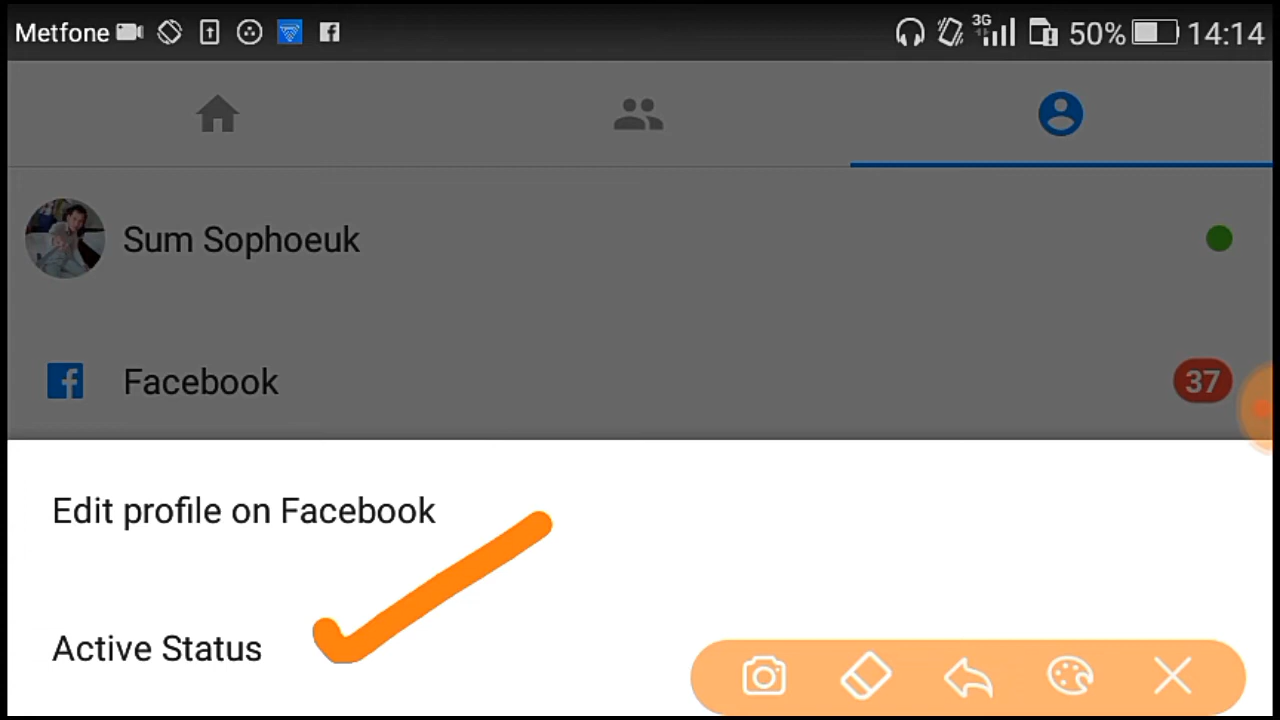 Metfone 3G 50% 14:14
Sum Sophoeuk
Facebook 37
Edit profile on Facebook
Active Status